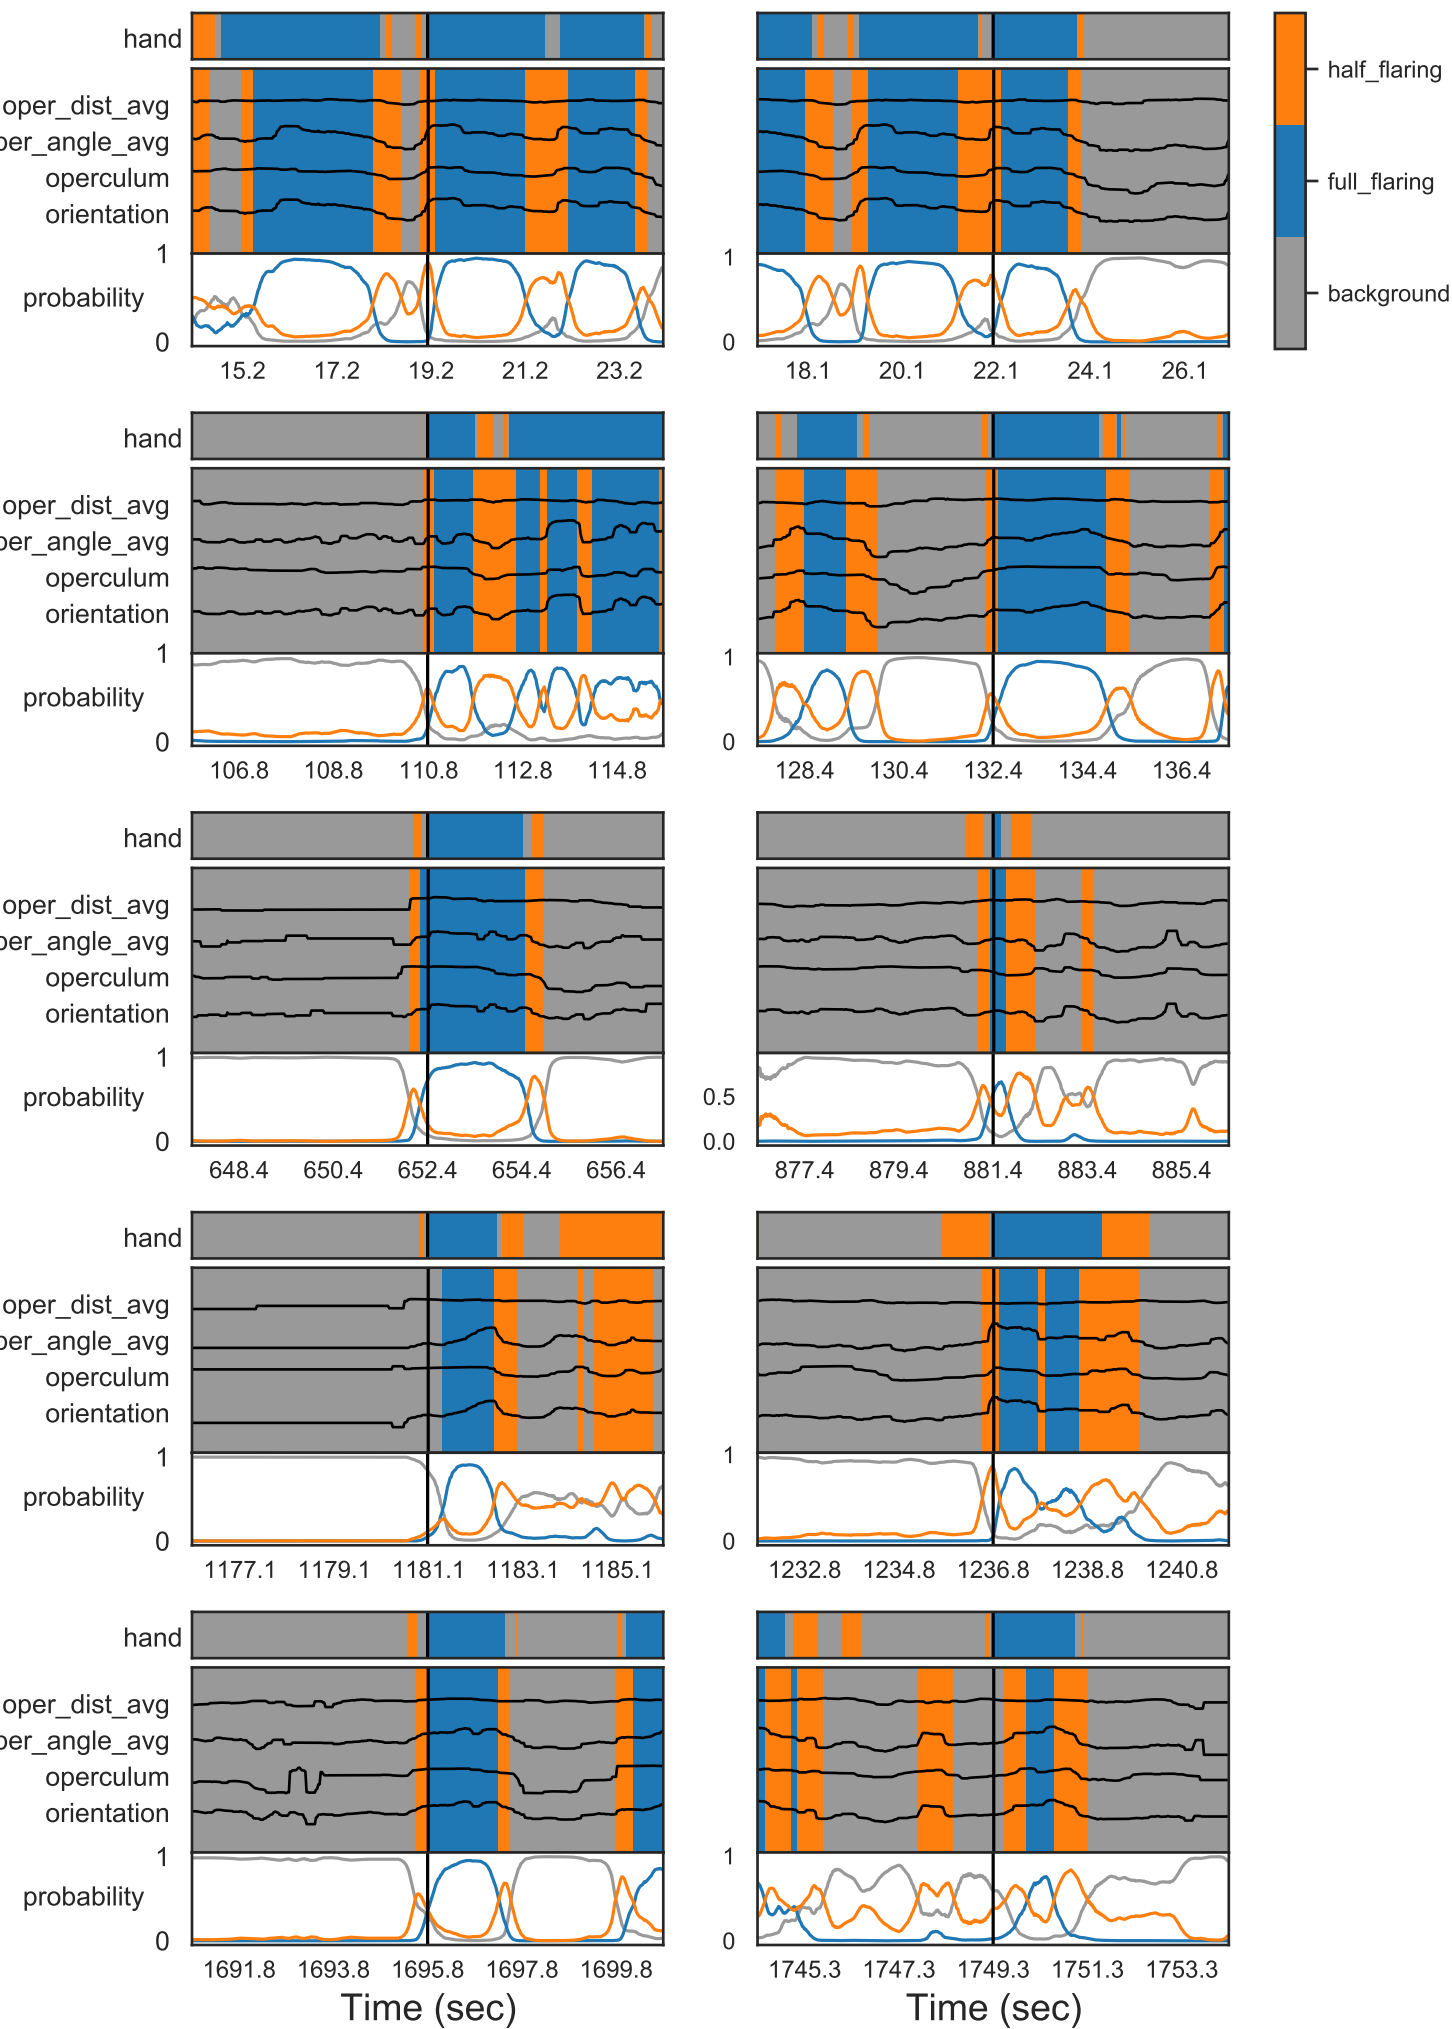 hand
oper_dist_avg
per_angle_avg
operculum
orientation
1
probability
0
15.2 17.2 19.2 21.2 23.2
1
0
18.1 20.1 22.1 24.1 26.1
half_flaring
full_flaring
background
hand
oper_dist_avg
per_angle_avg
operculum
orientation
1
probability
0
106.8 108.8 110.8 112.8 114.8
1
0
128.4 130.4 132.4 134.4 136.4
hand
oper_dist_avg
per_angle_avg
operculum
orientation
1
probability
0
648.4 650.4 652.4 654.4 656.4
0.5
0.0
877.4 879.4 881.4 883.4 885.4
hand
oper_dist_avg
per_angle_avg
operculum
orientation
1
probability
0
1177.1 1179.1 1181.1 1183.1 1185.1
1
0
1232.8 1234.8 1236.8 1238.8 1240.8
hand
oper_dist_avg
per_angle_avg
operculum
orientation
1
probability
0
1691.8 1693.8 1695.8 1697.8 1699.8
Time (sec)
1
0
1745.3 1747.3 1749.3 1751.3 1753.3
Time (sec)